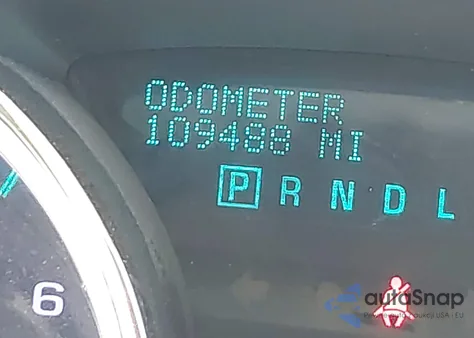 ODOMETER
109488 MI
P R N D L
6
autoSnap